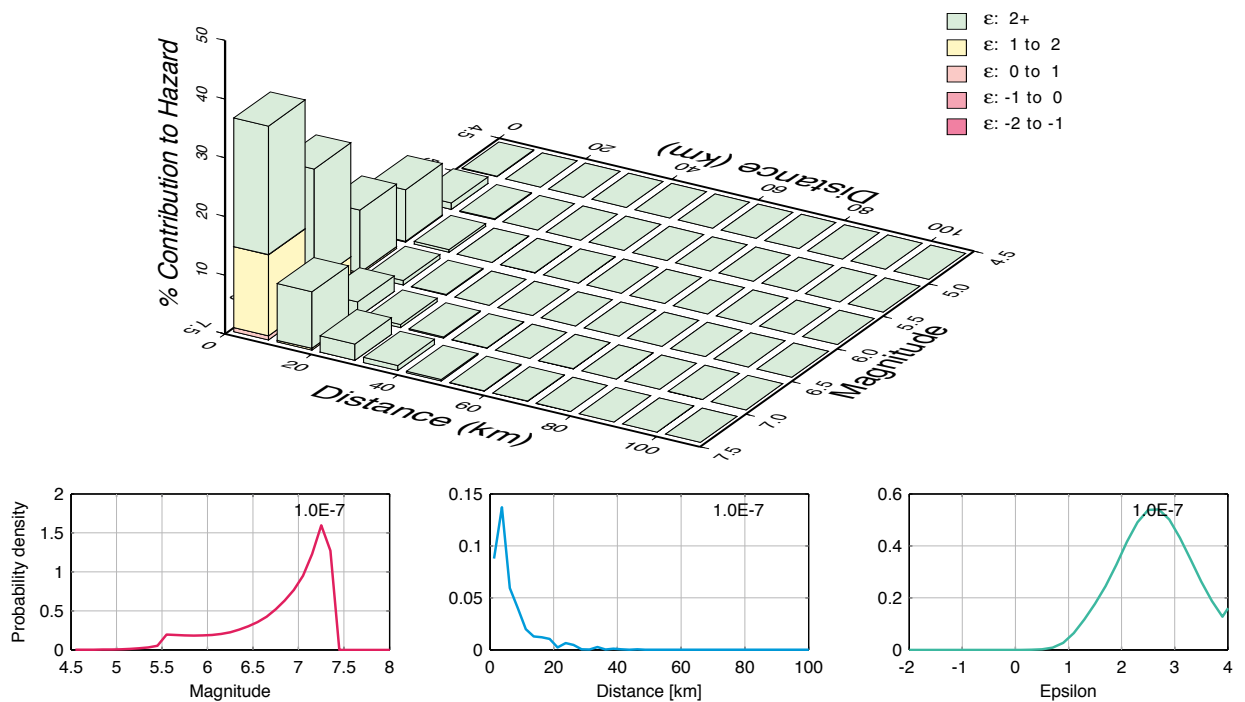 ε: 2+
ε: 1 to 2
ε: 0 to 1
ε: -1 to 0
ε: -2 to -1
% Contribution to Hazard
50
40
30
20
10
4.5
0
20
40
60
80
100
Distance (km)
4.5
5.0
5.5
6.0
6.5
7.0
7.5
Magnitude
7.5
0
20
40
60
80
100
Distance (km)
Probability density
2
1.5
1
0.5
0
1.0E-7
4.5 5 5.5 6 6.5 7 7.5 8
Magnitude
0.15
0.1
0.05
0
1.0E-7
0 20 40 60 80 100
Distance [km]
0.6
0.4
0.2
0
1.0E-7
-2 -1 0 1 2 3 4
Epsilon